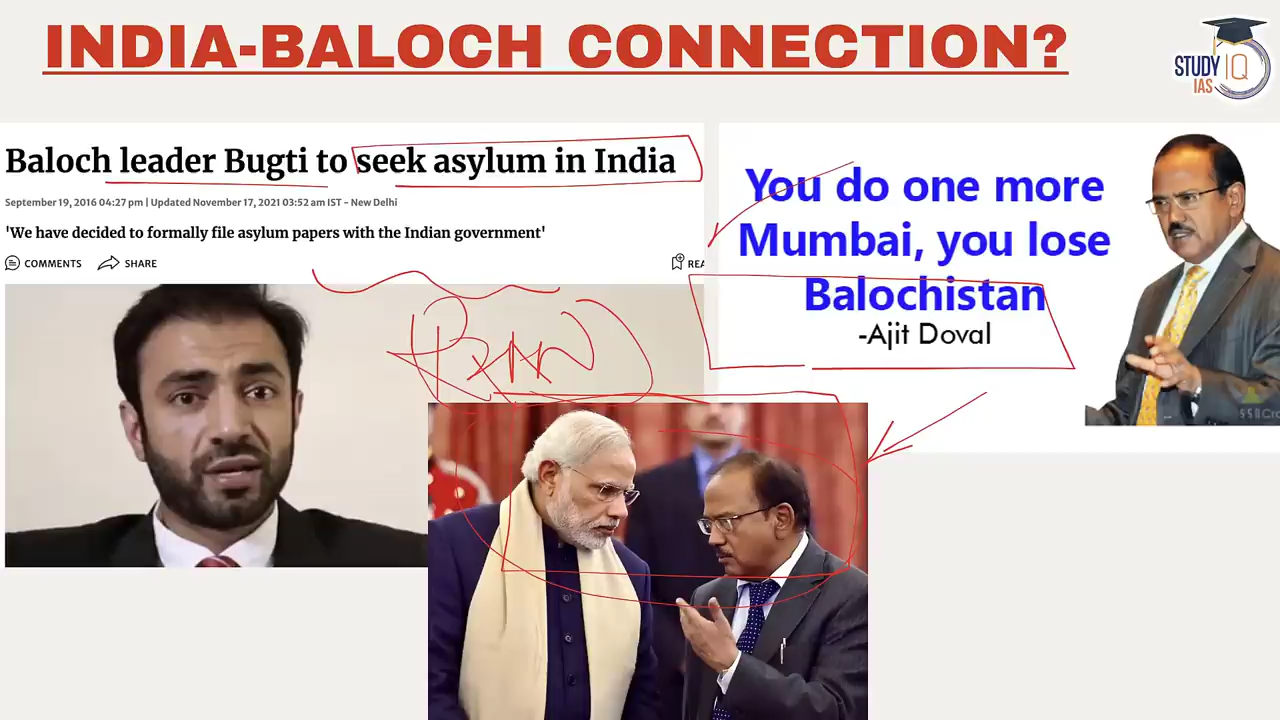 INDIA-BALOCH CONNECTION?
STUDY IQ
IAS
Baloch leader Bugti to seek asylum in India
September 19, 2016 04:27 pm | Updated November 17, 2021 03:52 am IST - New Delhi
'We have decided to formally file asylum papers with the Indian government'
COMMENTS SHARE
You do one more
Mumbai, you lose
Balochistan
-Ajit Doval